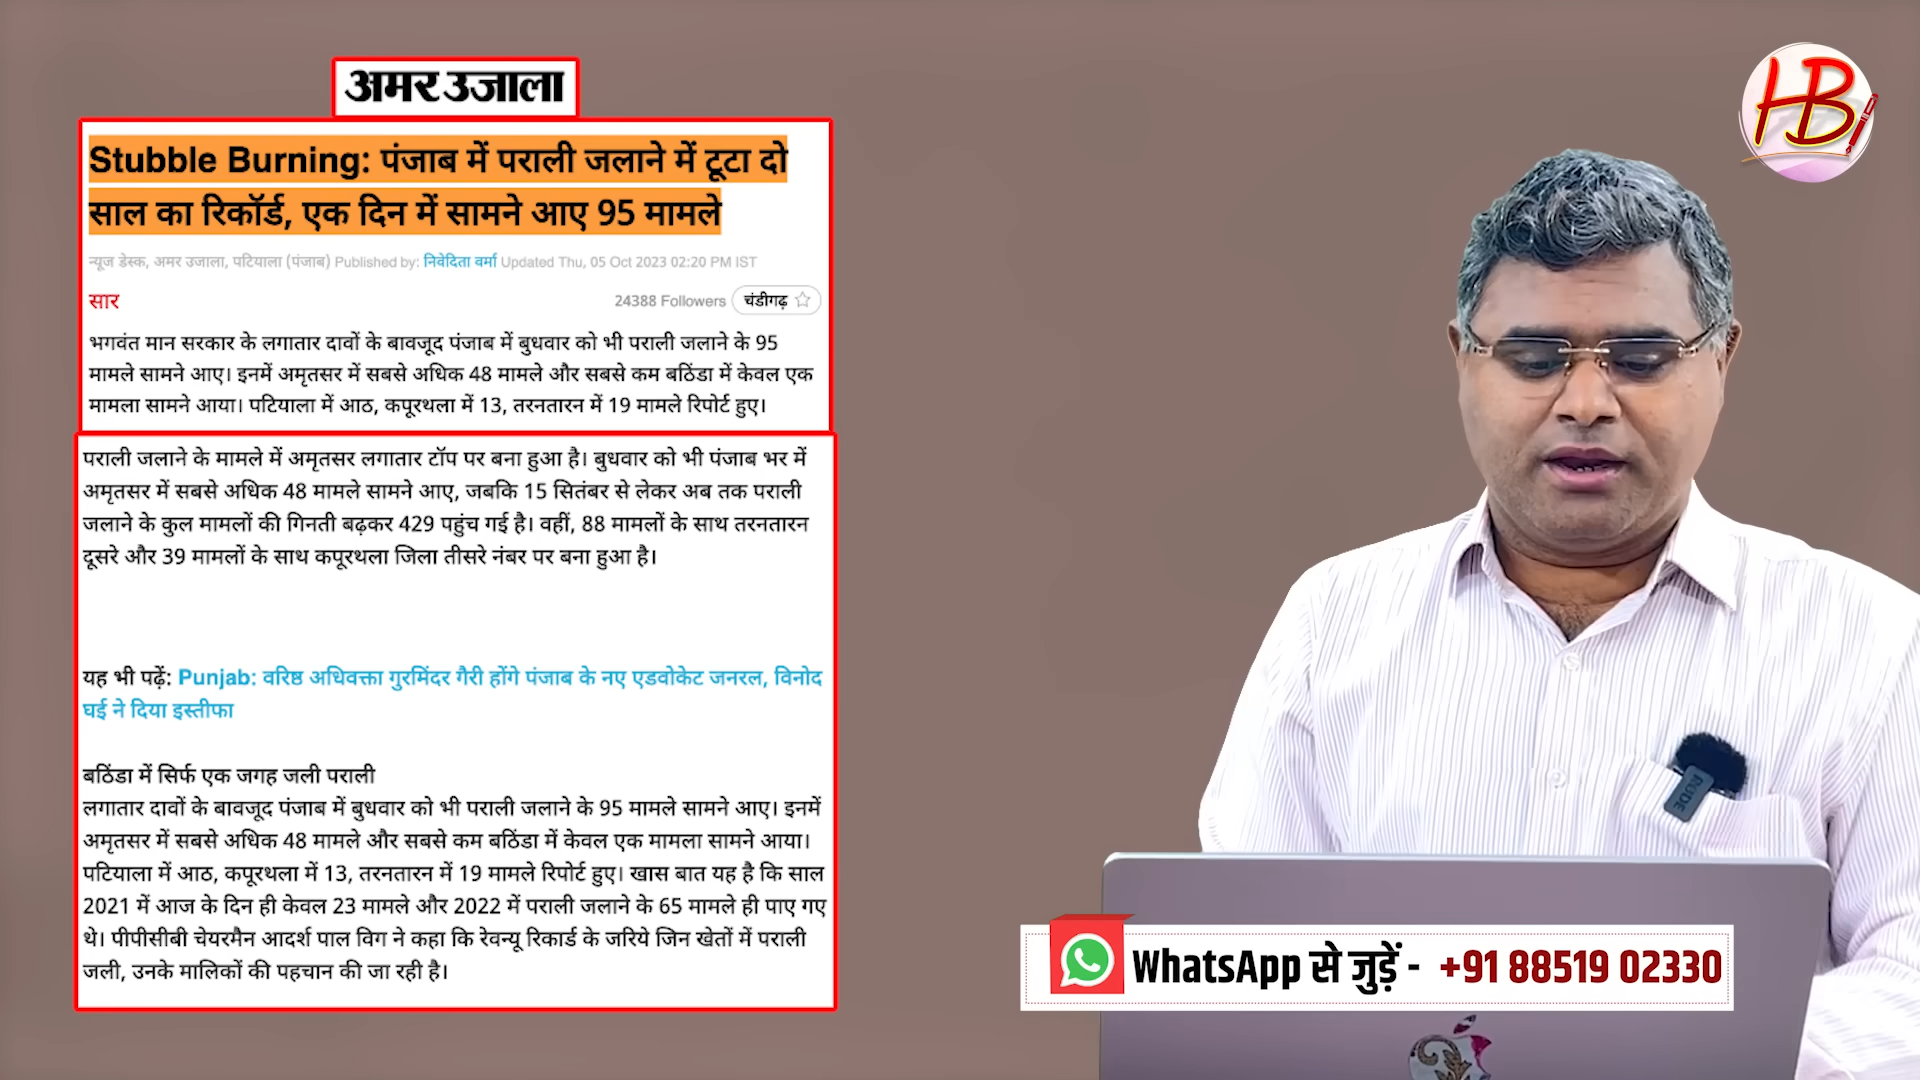 अमर उजाला
HB
Stubble Burning: पंजाब में पराली जलाने में टूटा दो
साल का रिकॉर्ड, एक दिन में सामने आए 95 मामले
न्यूज डेस्क, अमर उजाला, पटियाला (पंजाब) Published by: निवेदिता वर्मा Updated Thu, 05 Oct 2023 02:20 PM IST
सार
24388 Followers
चंडीगढ़
भगवंत मान सरकार के लगातार दावों के बावजूद पंजाब में बुधवार को भी पराली जलाने के 95
मामले सामने आए। इनमें अमृतसर में सबसे अधिक 48 मामले और सबसे कम बठिंडा में केवल एक
मामला सामने आया। पटियाला में आठ, कपूरथला में 13, तरनतारन में 19 मामले रिपोर्ट हुए।
पराली जलाने के मामले में अमृतसर लगातार टॉप पर बना हुआ है। बुधवार को भी पंजाब भर में
अमृतसर में सबसे अधिक 48 मामले सामने आए, जबकि 15 सितंबर से लेकर अब तक पराली
जलाने के कुल मामलों की गिनती बढ़कर 429 पहुंच गई है। वहीं, 88 मामलों के साथ तरनतारन
दूसरे और 39 मामलों के साथ कपूरथला जिला तीसरे नंबर पर बना हुआ है।
यह भी पढ़ें: Punjab: वरिष्ठ अधिवक्ता गुरमिंदर गैरी होंगे पंजाब के नए एडवोकेट जनरल, विनोद
घई ने दिया इस्तीफा
बठिंडा में सिर्फ एक जगह जली पराली
लगातार दावों के बावजूद पंजाब में बुधवार को भी पराली जलाने के 95 मामले सामने आए। इनमें
अमृतसर में सबसे अधिक 48 मामले और सबसे कम बठिंडा में केवल एक मामला सामने आया।
पटियाला में आठ, कपूरथला में 13, तरनतारन में 19 मामले रिपोर्ट हुए। खास बात यह है कि साल
2021 में आज के दिन ही केवल 23 मामले और 2022 में पराली जलाने के 65 मामले ही पाए गए
थे। पीपीसीबी चेयरमैन आदर्श पाल विग ने कहा कि रेवन्यू रिकार्ड के जरिये जिन खेतों में पराली
जली, उनके मालिकों की पहचान की जा रही है।
RODE
WhatsApp से जुड़ें - +91 88519 02330